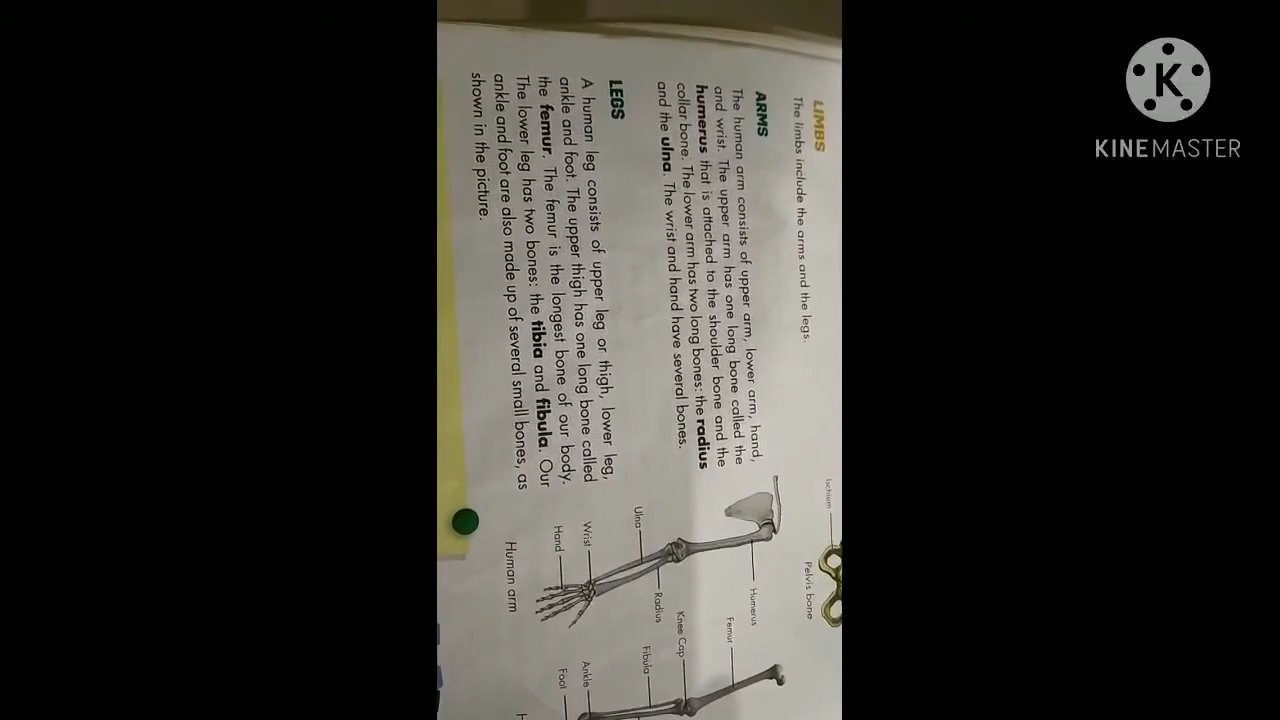 LIMBS
The limbs include the arms and the legs.
ARMS
The human arm consists of upper arm, lower arm, hand,
and wrist. The upper arm has one long bone called the
humerus that is attached to the shoulder bone and the
collar bone. The lower arm has two long bones: the radius
and the ulna. The wrist and hand have several bones.
LEGS
A human leg consists of upper leg or thigh, lower leg,
ankle and foot. The upper thigh has one long bone called
the femur. The femur is the longest bone of our body.
The lower leg has two bones: the tibia and fibula. Our
ankle and foot are also made up of several small bones, as
shown in the picture.
Ischium
Pelvis bone
Humerus
Ulna
Radius
Wrist
Hand
Human arm
Femur
Knee Cap
Fibula
Ankle
Foot
K
KINEMASTER